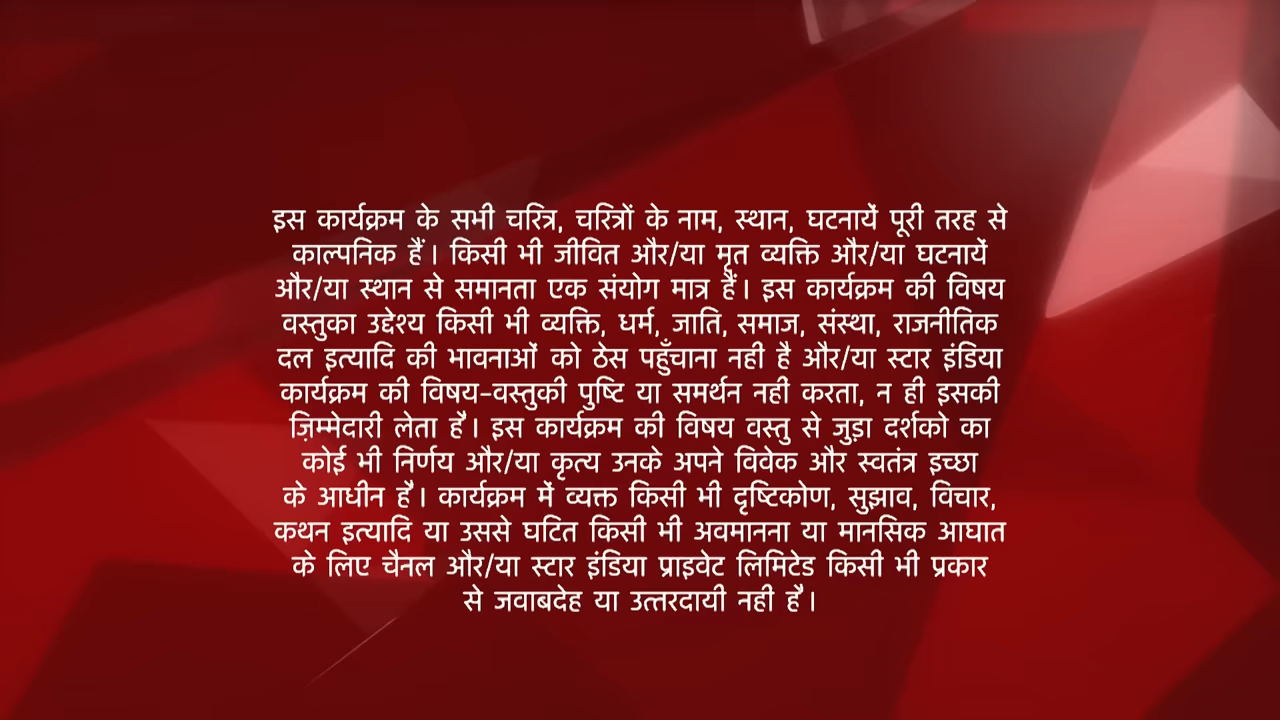 इस कार्यक्रम के सभी चरित्र, चरित्रों के नाम, स्थान, घटनायें पूरी तरह से
काल्पनिक हैं। किसी भी जीवित और/या मृत व्यक्ति और/या घटनायें
और/या स्थान से समानता एक संयोग मात्र हैं। इस कार्यक्रम की विषय
वस्तुका उद्देश्य किसी भी व्यक्ति, धर्म, जाति, समाज, संस्था, राजनीतिक
दल इत्यादि की भावनाओं को ठेस पहुँचाना नही है और/या स्टार इंडिया
कार्यक्रम की विषय-वस्तुकी पुष्टि या समर्थन नही करता, न ही इसकी
ज़िम्मेदारी लेता हैं। इस कार्यक्रम की विषय वस्तु से जुड़ा दर्शको का
कोई भी निर्णय और/या कृत्य उनके अपने विवेक और स्वतंत्र इच्छा
के आधीन हैं। कार्यक्रम में व्यक्त किसी भी दृष्टिकोण, सुझाव, विचार,
कथन इत्यादि या उससे घटित किसी भी अवमानना या मानसिक आघात
के लिए चैनल और/या स्टार इंडिया प्राइवेट लिमिटेड किसी भी प्रकार
से जवाबदेह या उत्तरदायी नही हैं।